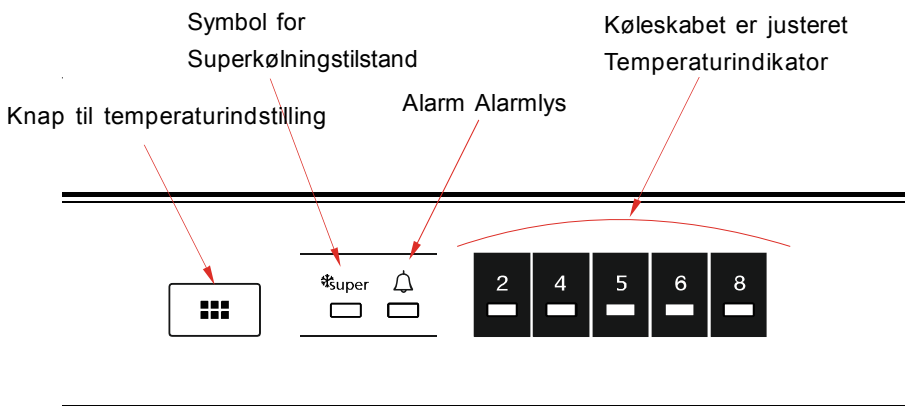 Symbol for
Superkølningstilstand
Køleskabet er justeret
Temperaturindikator
Knap til temperaturindstilling
Alarm Alarmlys
super
2 4 5 6 8